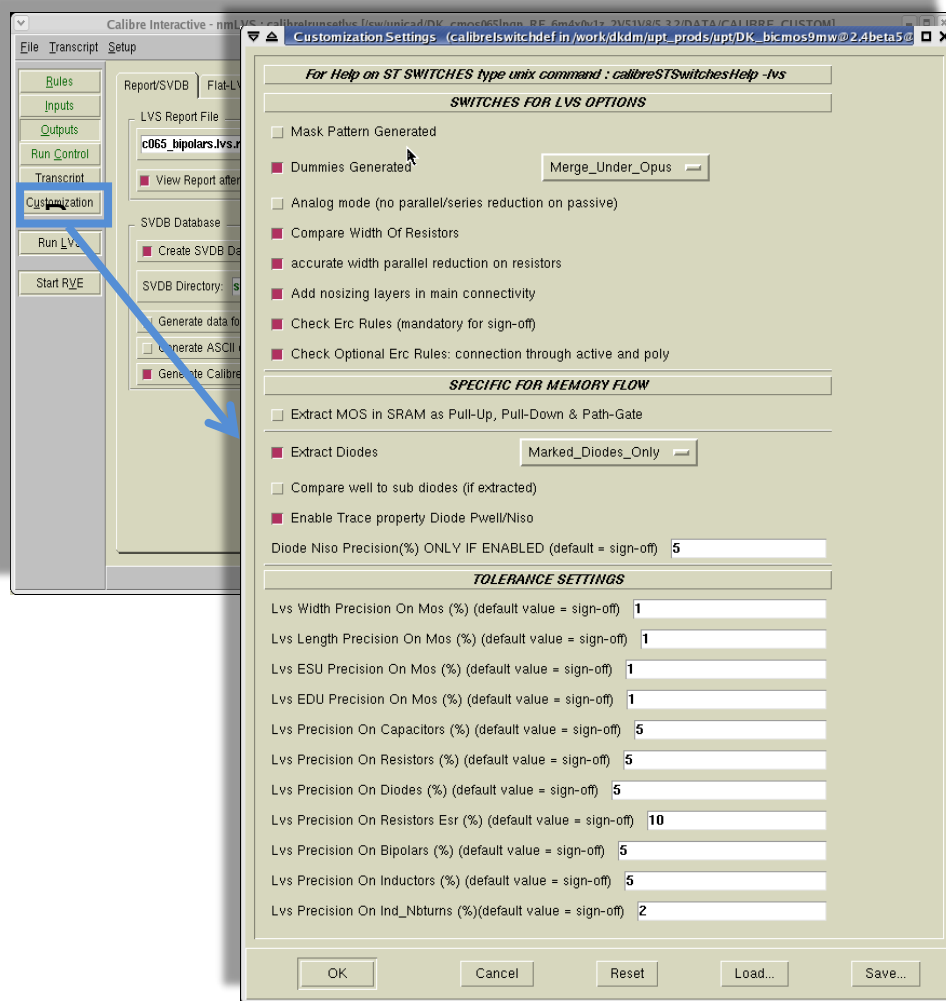 Calibre Interactive - nmLVS : calibrelrunsetlvs [/sw/unicad/DK_cmos065lpgp_RF_6m4x0y1z_2V51V8/5.3.2/DATA/CALIBRE_CUSTOM]
File Transcript Setup
Rules
Inputs
Outputs
Run Control
Transcript
Customization
Run LVS
Start RVE
Report/SVDB Flat-LV
LVS Report File
c065_bipolars.lvs.r
View Report after
SVDB Database
Create SVDB Da
SVDB Directory: s
Generate data fo
Generate ASCII
Generate Calibre
Customization Settings (calibrelswitchdef in /work/dkdm/upt_prods/upt/DK_bicmos9mw@2.4beta5@
For Help on ST SWITCHES type unix command : calibreSTSwitchesHelp -lvs
SWITCHES FOR LVS OPTIONS
Mask Pattern Generated
Dummies Generated Merge_Under_Opus
Analog mode (no parallel/series reduction on passive)
Compare Width Of Resistors
accurate width parallel reduction on resistors
Add nosizing layers in main connectivity
Check Erc Rules (mandatory for sign-off)
Check Optional Erc Rules: connection through active and poly
SPECIFIC FOR MEMORY FLOW
Extract MOS in SRAM as Pull-Up, Pull-Down & Path-Gate
Extract Diodes Marked_Diodes_Only
Compare well to sub diodes (if extracted)
Enable Trace property Diode Pwell/Niso
Diode Niso Precision(%) ONLY IF ENABLED (default = sign-off) 5
TOLERANCE SETTINGS
Lvs Width Precision On Mos (%) (default value = sign-off) 1
Lvs Length Precision On Mos (%) (default value = sign-off) 1
Lvs ESU Precision On Mos (%) (default value = sign-off) 1
Lvs EDU Precision On Mos (%) (default value = sign-off) 1
Lvs Precision On Capacitors (%) (default value = sign-off) 5
Lvs Precision On Resistors (%) (default value = sign-off) 5
Lvs Precision On Diodes (%) (default value = sign-off) 5
Lvs Precision On Resistors Esr (%) (default value = sign-off) 10
Lvs Precision On Bipolars (%) (default value = sign-off) 5
Lvs Precision On Inductors (%) (default value = sign-off) 5
Lvs Precision On Ind_Nbturns (%)(default value = sign-off) 2
OK Cancel Reset Load... Save...